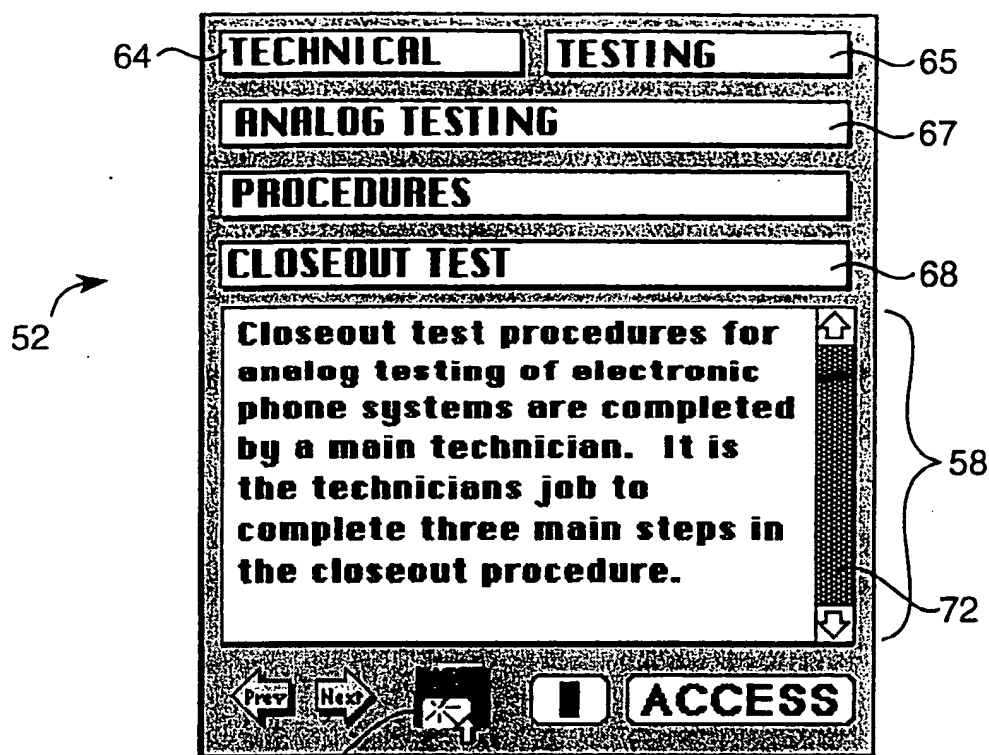 64 TECHNICAL TESTING 65
ANALOG TESTING 67
PROCEDURES
CLOSEOUT TEST 68
52
Closeout test procedures for
analog testing of electronic
phone systems are completed
by a main technician. It is
the technicians job to
complete three main steps in
the closeout procedure.
58
72
Prev Next I ACCESS